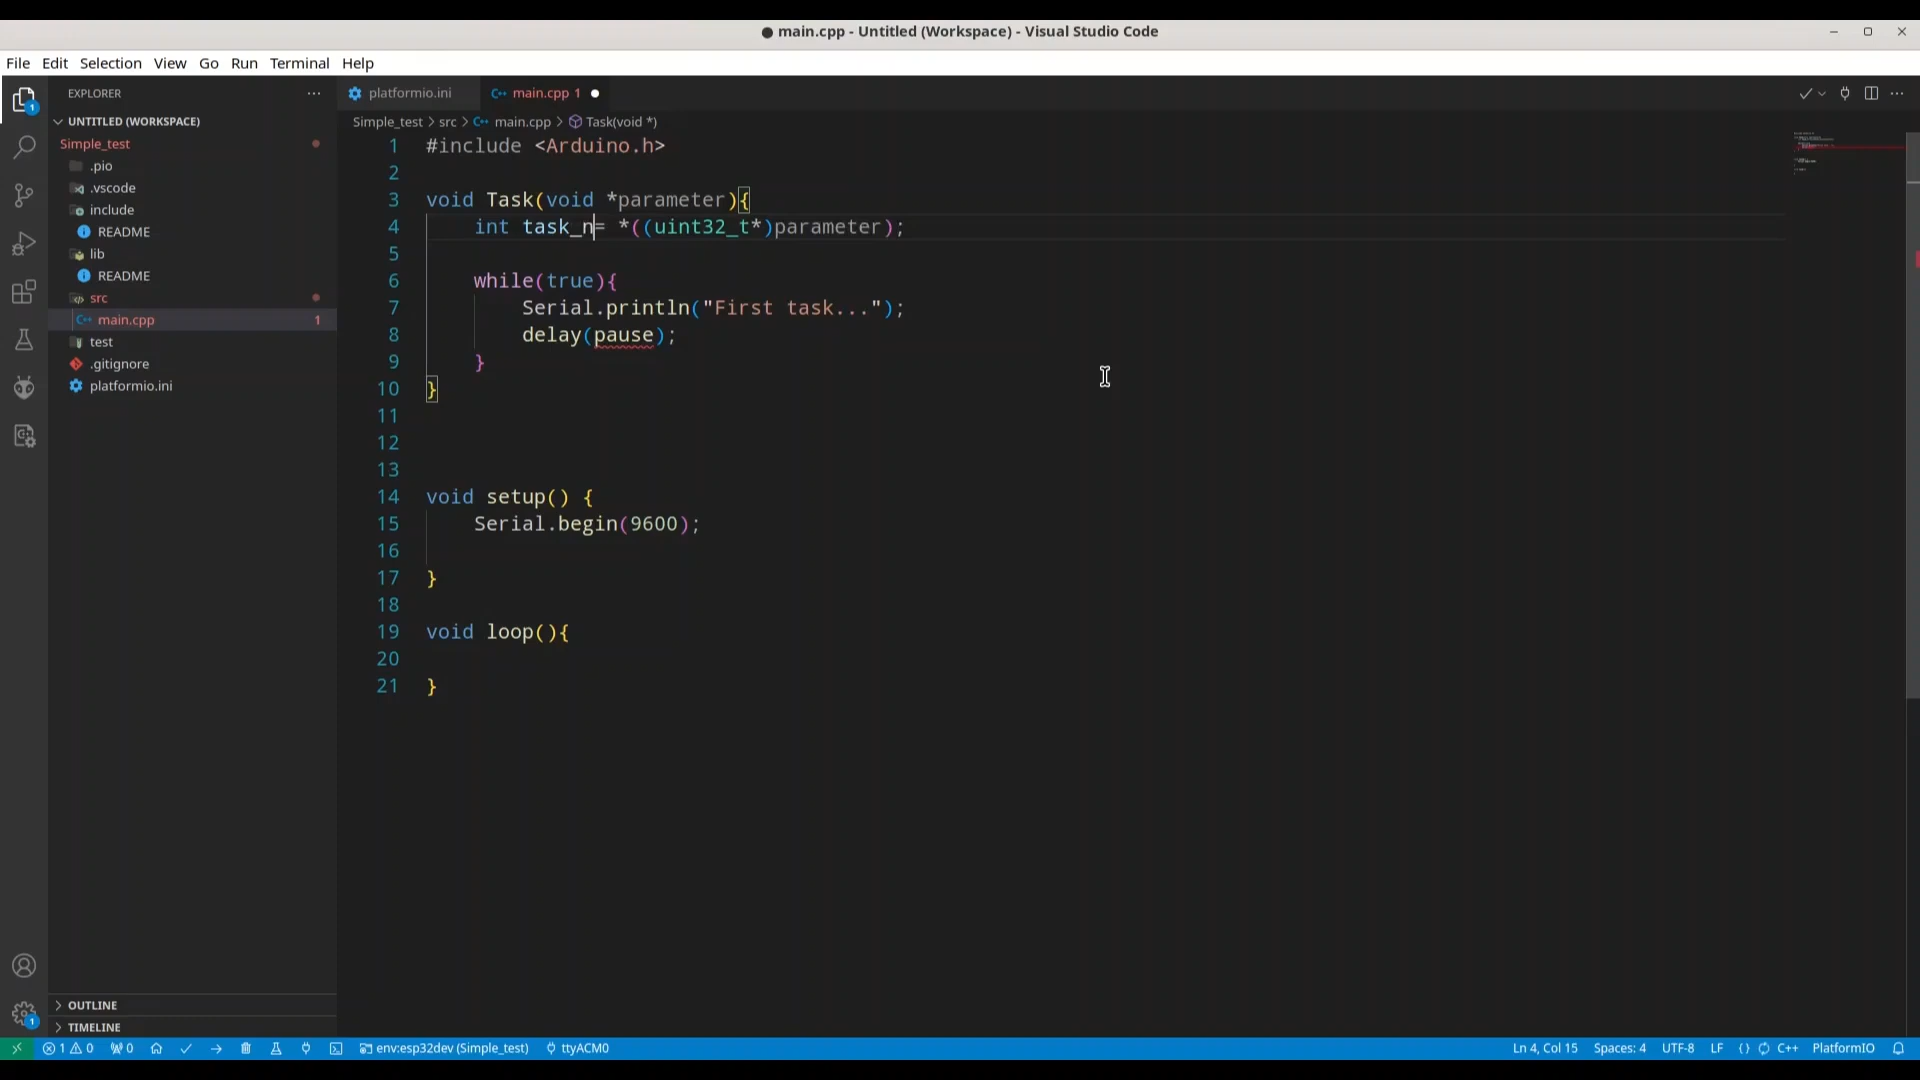 main.cpp - Untitled (Workspace) - Visual Studio Code
File Edit Selection View Go Run Terminal Help
EXPLORER
UNTITLED (WORKSPACE)
Simple_test
.pio
.vscode
include
README
lib
README
src
main.cpp 1
test
.gitignore
platformio.ini
OUTLINE
TIMELINE
1
1
platformio.ini main.cpp 1
Simple_test > src > main.cpp > Task(void *)
1 #include <Arduino.h>
2
3 void Task(void *parameter){
4 int task_n= *((uint32_t*)parameter);
5
6 while(true){
7 Serial.println("First task...");
8 delay(pause);
9 }
10 }
11
12
13
14 void setup() {
15 Serial.begin(9600);
16
17 }
18
19 void loop(){
20
21 }
1 0 0 env:esp32dev (Simple_test) ttyACM0 Ln 4, Col 15 Spaces: 4 UTF-8 LF {} C++ PlatformIO